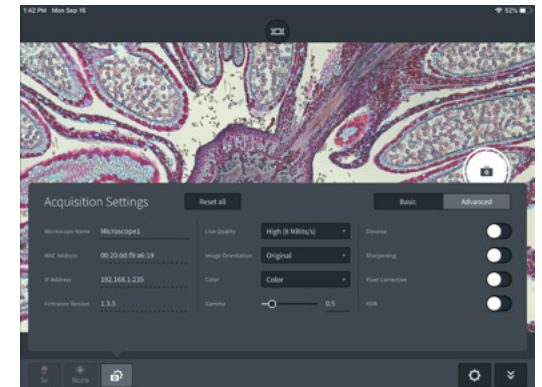 1:42 PM Mon Sep 16 52%
Acquisition Settings Reset all Basic Advanced
Microscope Name Microscope1 Live Quality High (8 MBits/s) Denoise
MAC Address 00:20:0d:f9:a6:19 Image Orientation Original Sharpening
IP Address 192.168.1.235 Color Color Pixel Correction
Firmware Version 1.3.5 Gamma 0.5 HDR
5x None